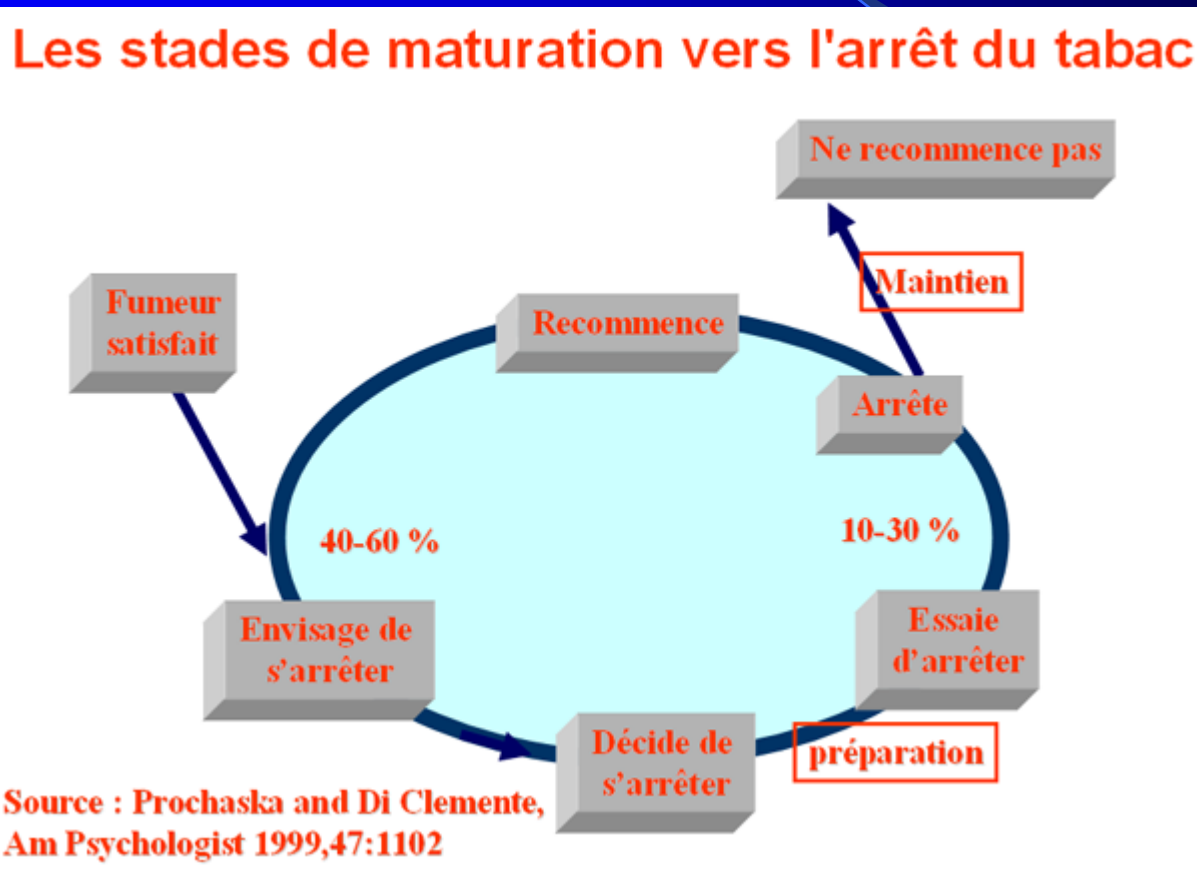 Les stades de maturation vers l'arrêt du tabac
Ne recommence pas
Maintien
Fumeur
satisfait
Recommence
Arrête
40-60 %
10-30 %
Envisage de
s’arrêter
Essaie
d’arrêter
Décide de
s’arrêter
préparation
Source : Prochaska and Di Clemente,
Am Psychologist 1999,47:1102